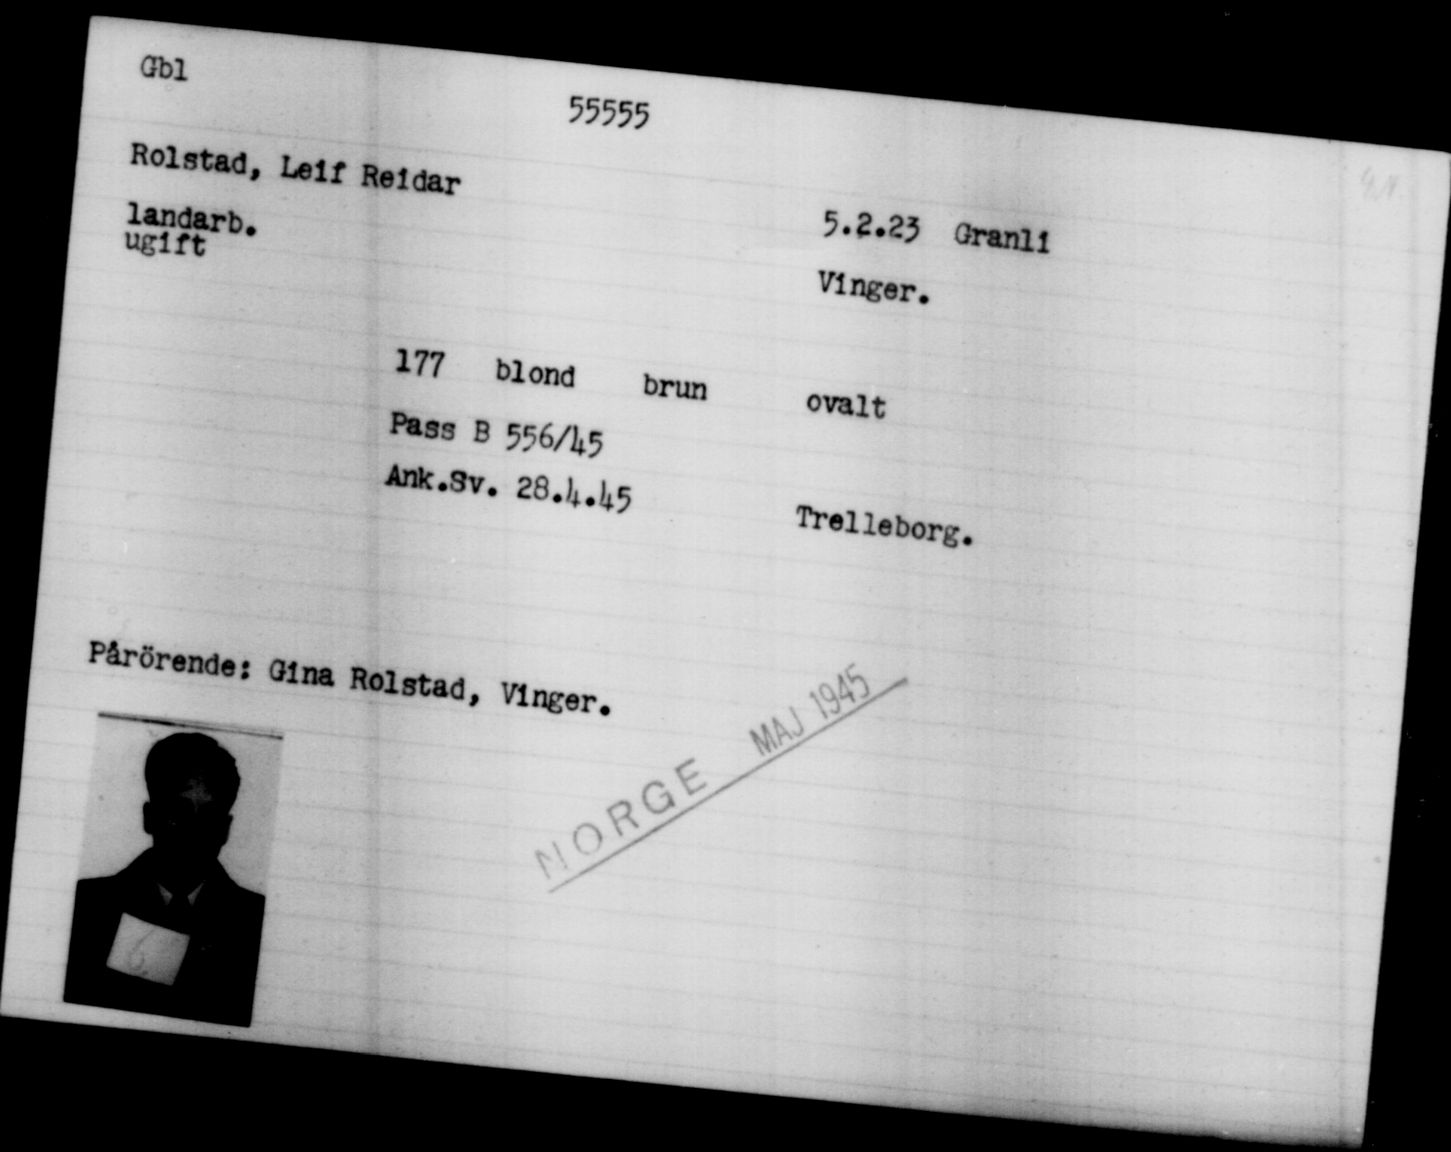 Gbl
55555
Rolstad, Leif Reidar
landarb.
ugift
5.2.23 Granli
Vinger.
177 blond brun ovalt
Pass B 556/45
Ank.Sv. 28.4.45 Trelleborg.
Pårörende: Gina Rolstad, Vinger.
NORGE MAJ 1945
6.